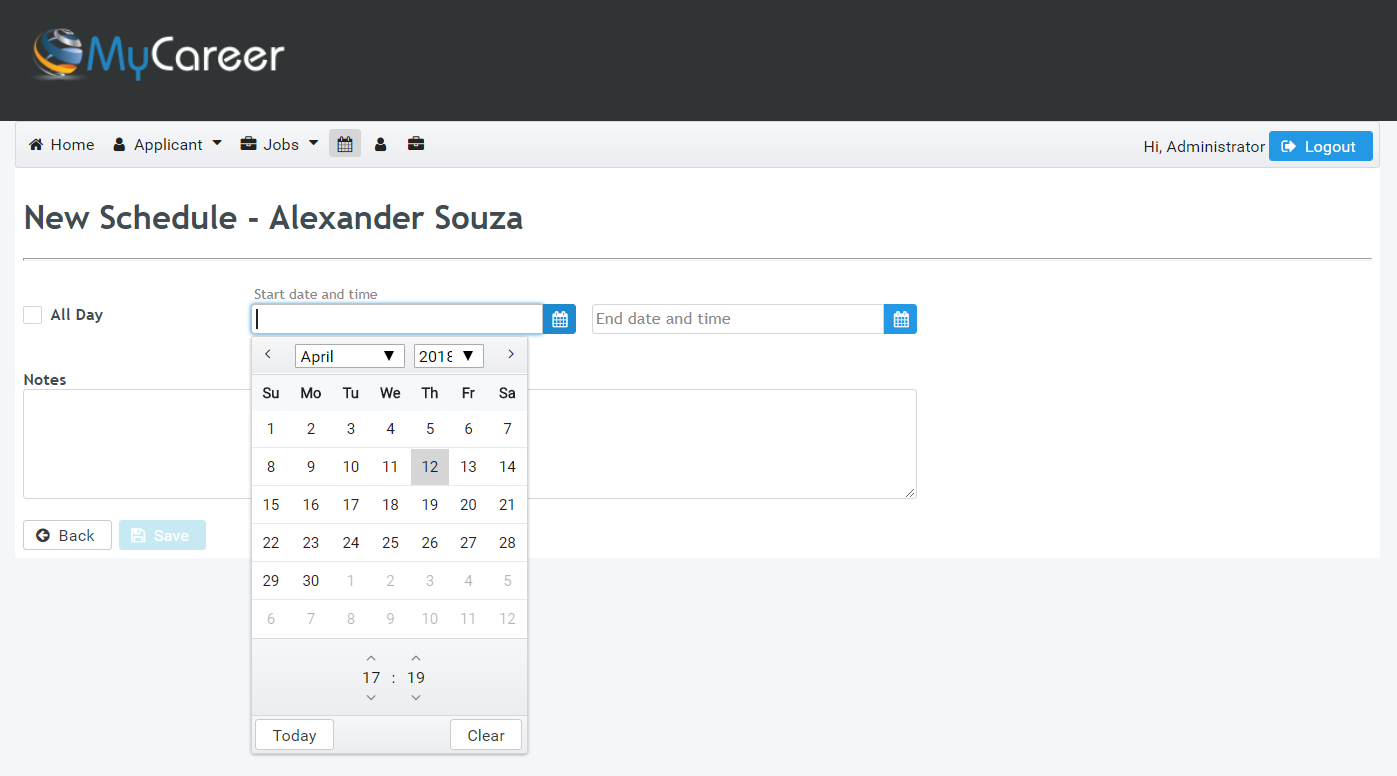 MyCareer
Home Applicant Jobs Hi, Administrator Logout
New Schedule - Alexander Souza
Start date and time
All Day End date and time
April 2018
Notes
Su Mo Tu We Th Fr Sa
1 2 3 4 5 6 7
8 9 10 11 12 13 14
15 16 17 18 19 20 21
Back Save
22 23 24 25 26 27 28
29 30 1 2 3 4 5
6 7 8 9 10 11 12
17 : 19
Today Clear